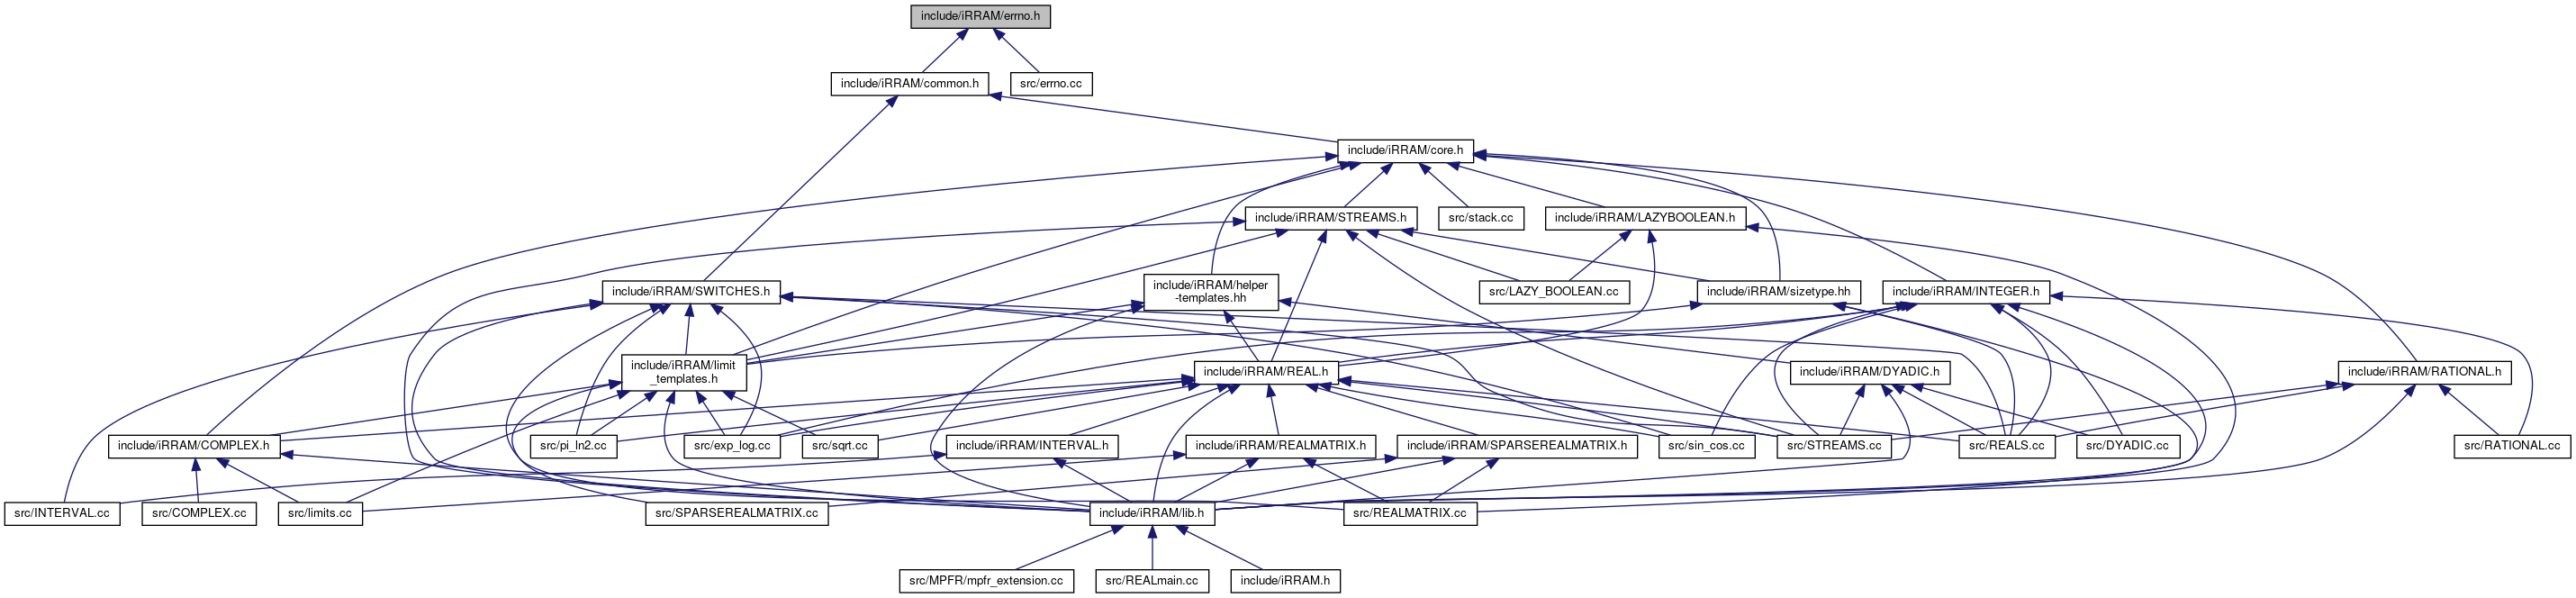 include/iRRAM/errno.h
include/iRRAM/common.h
src/errno.cc
include/iRRAM/core.h
include/iRRAM/STREAMS.h
src/stack.cc
include/iRRAM/LAZYBOOLEAN.h
include/iRRAM/SWITCHES.h
include/iRRAM/helper
-templates.hh
src/LAZY_BOOLEAN.cc
include/iRRAM/sizetype.hh
include/iRRAM/INTEGER.h
include/iRRAM/limit
_templates.h
include/iRRAM/REAL.h
include/iRRAM/DYADIC.h
include/iRRAM/RATIONAL.h
include/iRRAM/COMPLEX.h
src/pi_ln2.cc
src/exp_log.cc
src/sqrt.cc
include/iRRAM/INTERVAL.h
include/iRRAM/REALMATRIX.h
include/iRRAM/SPARSEREALMATRIX.h
src/sin_cos.cc
src/STREAMS.cc
src/REALS.cc
src/DYADIC.cc
src/RATIONAL.cc
src/INTERVAL.cc
src/COMPLEX.cc
src/limits.cc
src/SPARSEREALMATRIX.cc
include/iRRAM/lib.h
src/REALMATRIX.cc
src/MPFR/mpfr_extension.cc
src/REALmain.cc
include/iRRAM.h